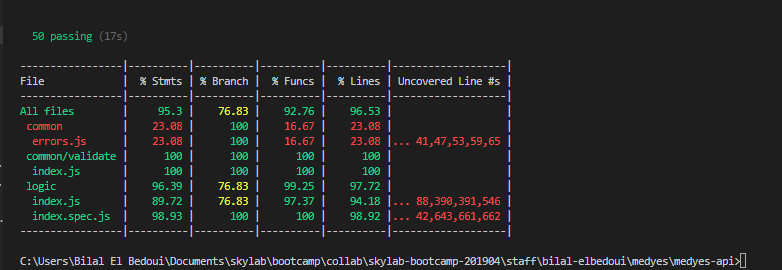 50 passing (17s)
-----------------|----------|----------|----------|----------|-------------------|
File             |  % Stmts | % Branch |  % Funcs |  % Lines | Uncovered Line #s |
-----------------|----------|----------|----------|----------|-------------------|
All files        |     95.3 |    76.83 |    92.76 |    96.53 |                   |
 common          |    23.08 |      100 |    16.67 |    23.08 |                   |
  errors.js      |    23.08 |      100 |    16.67 |    23.08 |... 41,47,53,59,65 |
 common/validate |      100 |      100 |      100 |      100 |                   |
  index.js       |      100 |      100 |      100 |      100 |                   |
 logic           |    96.39 |    76.83 |    99.25 |    97.72 |                   |
  index.js       |    89.72 |    76.83 |    97.37 |    94.18 |... 88,390,391,546 |
  index.spec.js  |    98.93 |      100 |      100 |    98.92 |... 42,643,661,662 |
-----------------|----------|----------|----------|----------|-------------------|
C:\Users\Bilal El Bedoui\Documents\skylab\bootcamp\collab\skylab-bootcamp-201904\staff\bilal-elbedoui\medyes\medyes-api>